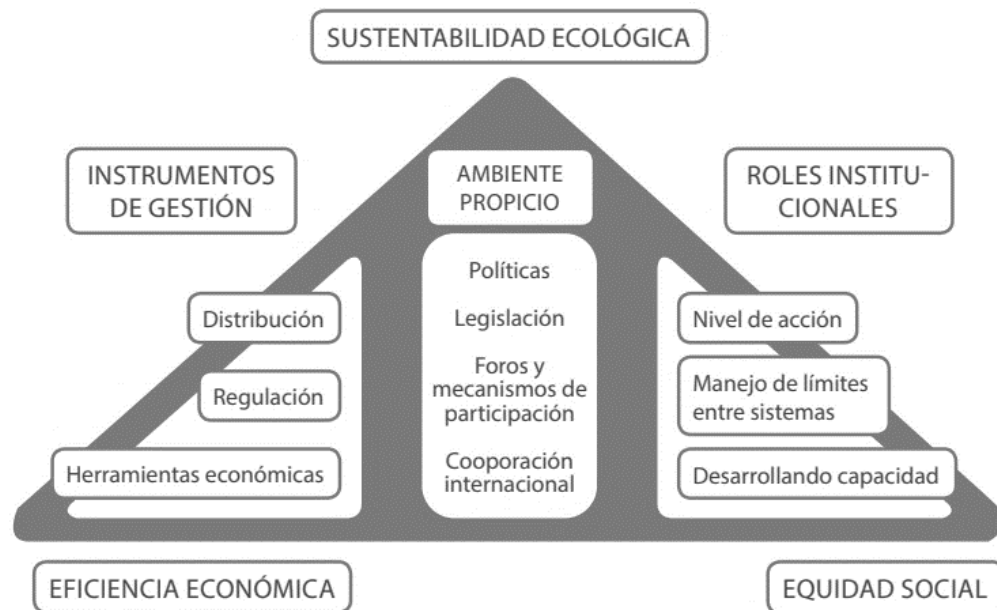 SUSTENTABILIDAD ECOLÓGICA
INSTRUMENTOS
DE GESTIÓN
AMBIENTE
PROPICIO
ROLES INSTITU-
CIONALES
Distribución
Regulación
Herramientas económicas
Políticas
Legislación
Foros y
mecanismos de
participación
Cooporación
internacional
Nivel de acción
Manejo de límites
entre sistemas
Desarrollando capacidad
EFICIENCIA ECONÓMICA
EQUIDAD SOCIAL